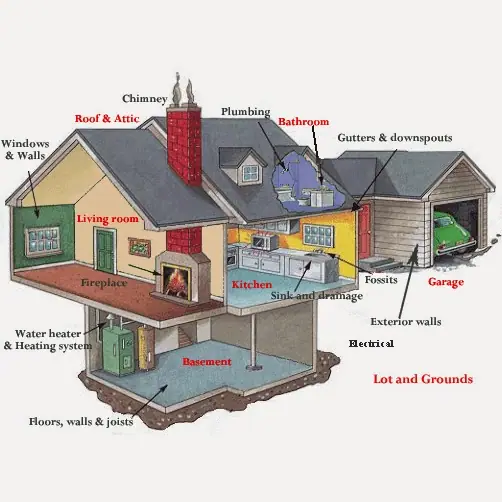 Chimney
Plumbing
Roof & Attic
Bathroom
Gutters & downspouts
Windows
& Walls
Living room
Fireplace
Kitchen
Fossits
Garage
Sink and dramage
Exterior walls
Water heater
& Heating system
Electrical
Basement
Lot and Grounds
Floors, walls & joists